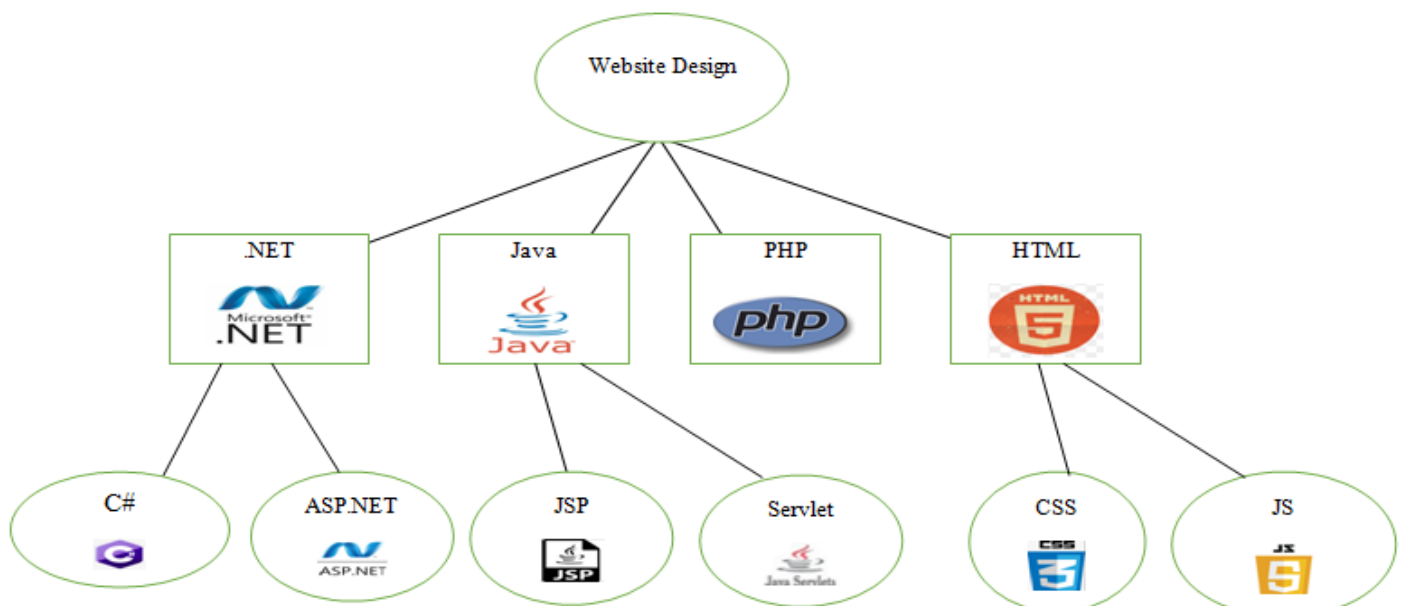 Website Design
.NET
Java
PHP
HTML
Microsoft®
.NET
Java
php
HTML
5
C#
ASP.NET
JSP
Servlet
CSS
JS
C#
ASP.NET
JSP
Java Servlets
CSS
3
JS
5